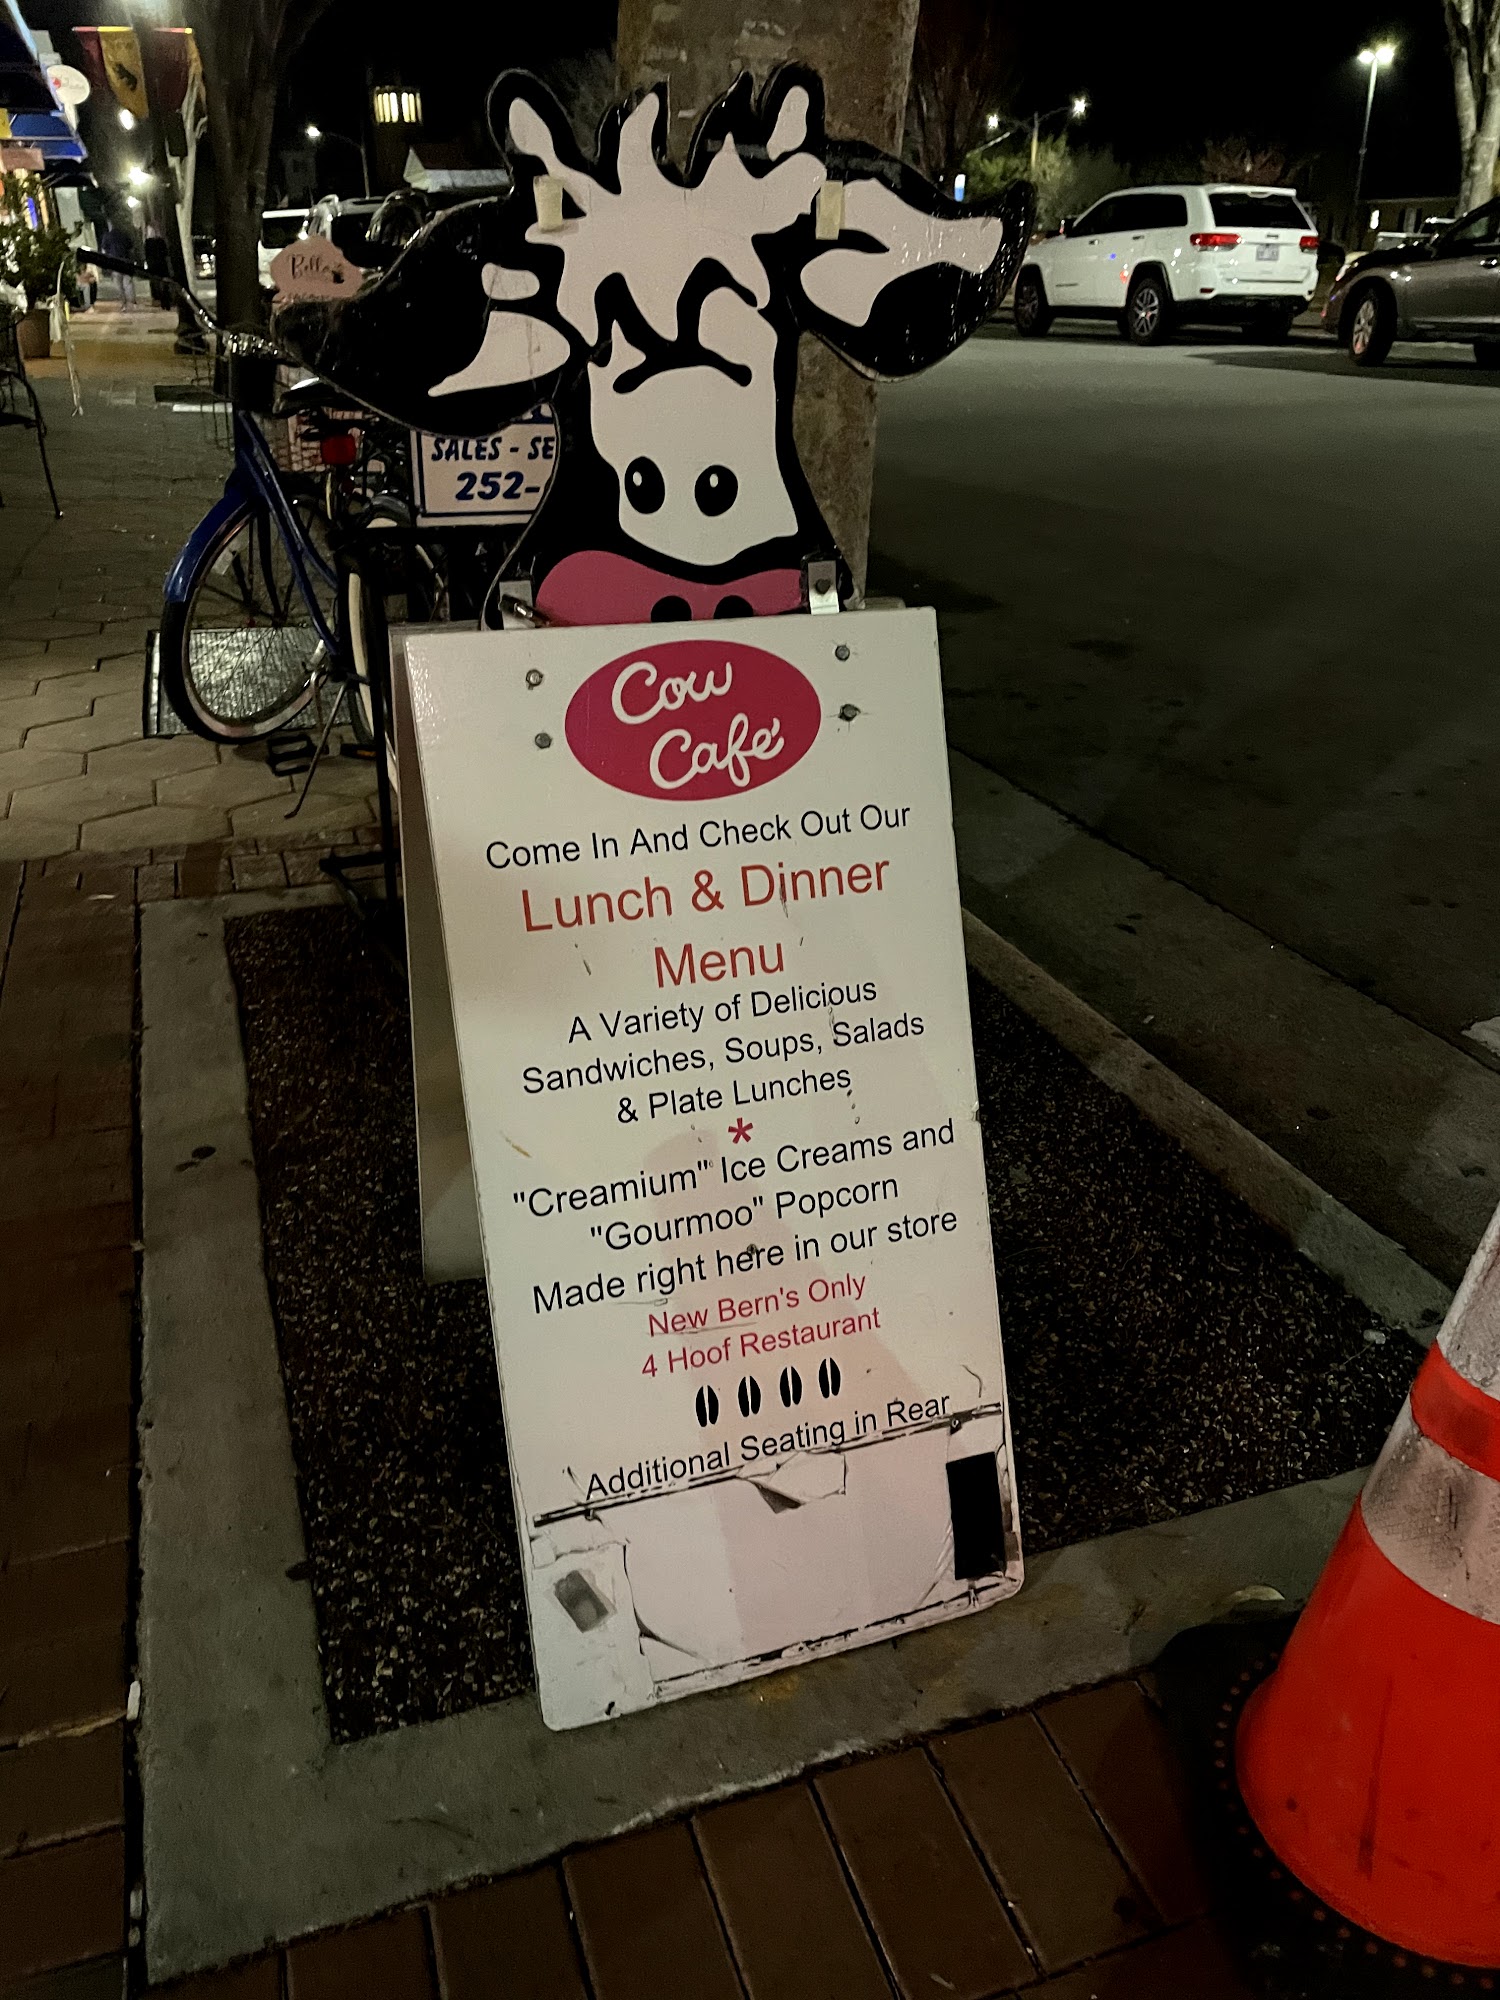 Bella
SALES - SE
252-
Cow
Café
Come In And Check Out Our
Lunch & Dinner
Menu
A Variety of Delicious
Sandwiches, Soups, Salads
& Plate Lunches
*
"Creamium" Ice Creams and
"Gourmoo" Popcorn
Made right here in our store
New Bern's Only
4 Hoof Restaurant
Additional Seating in Rear